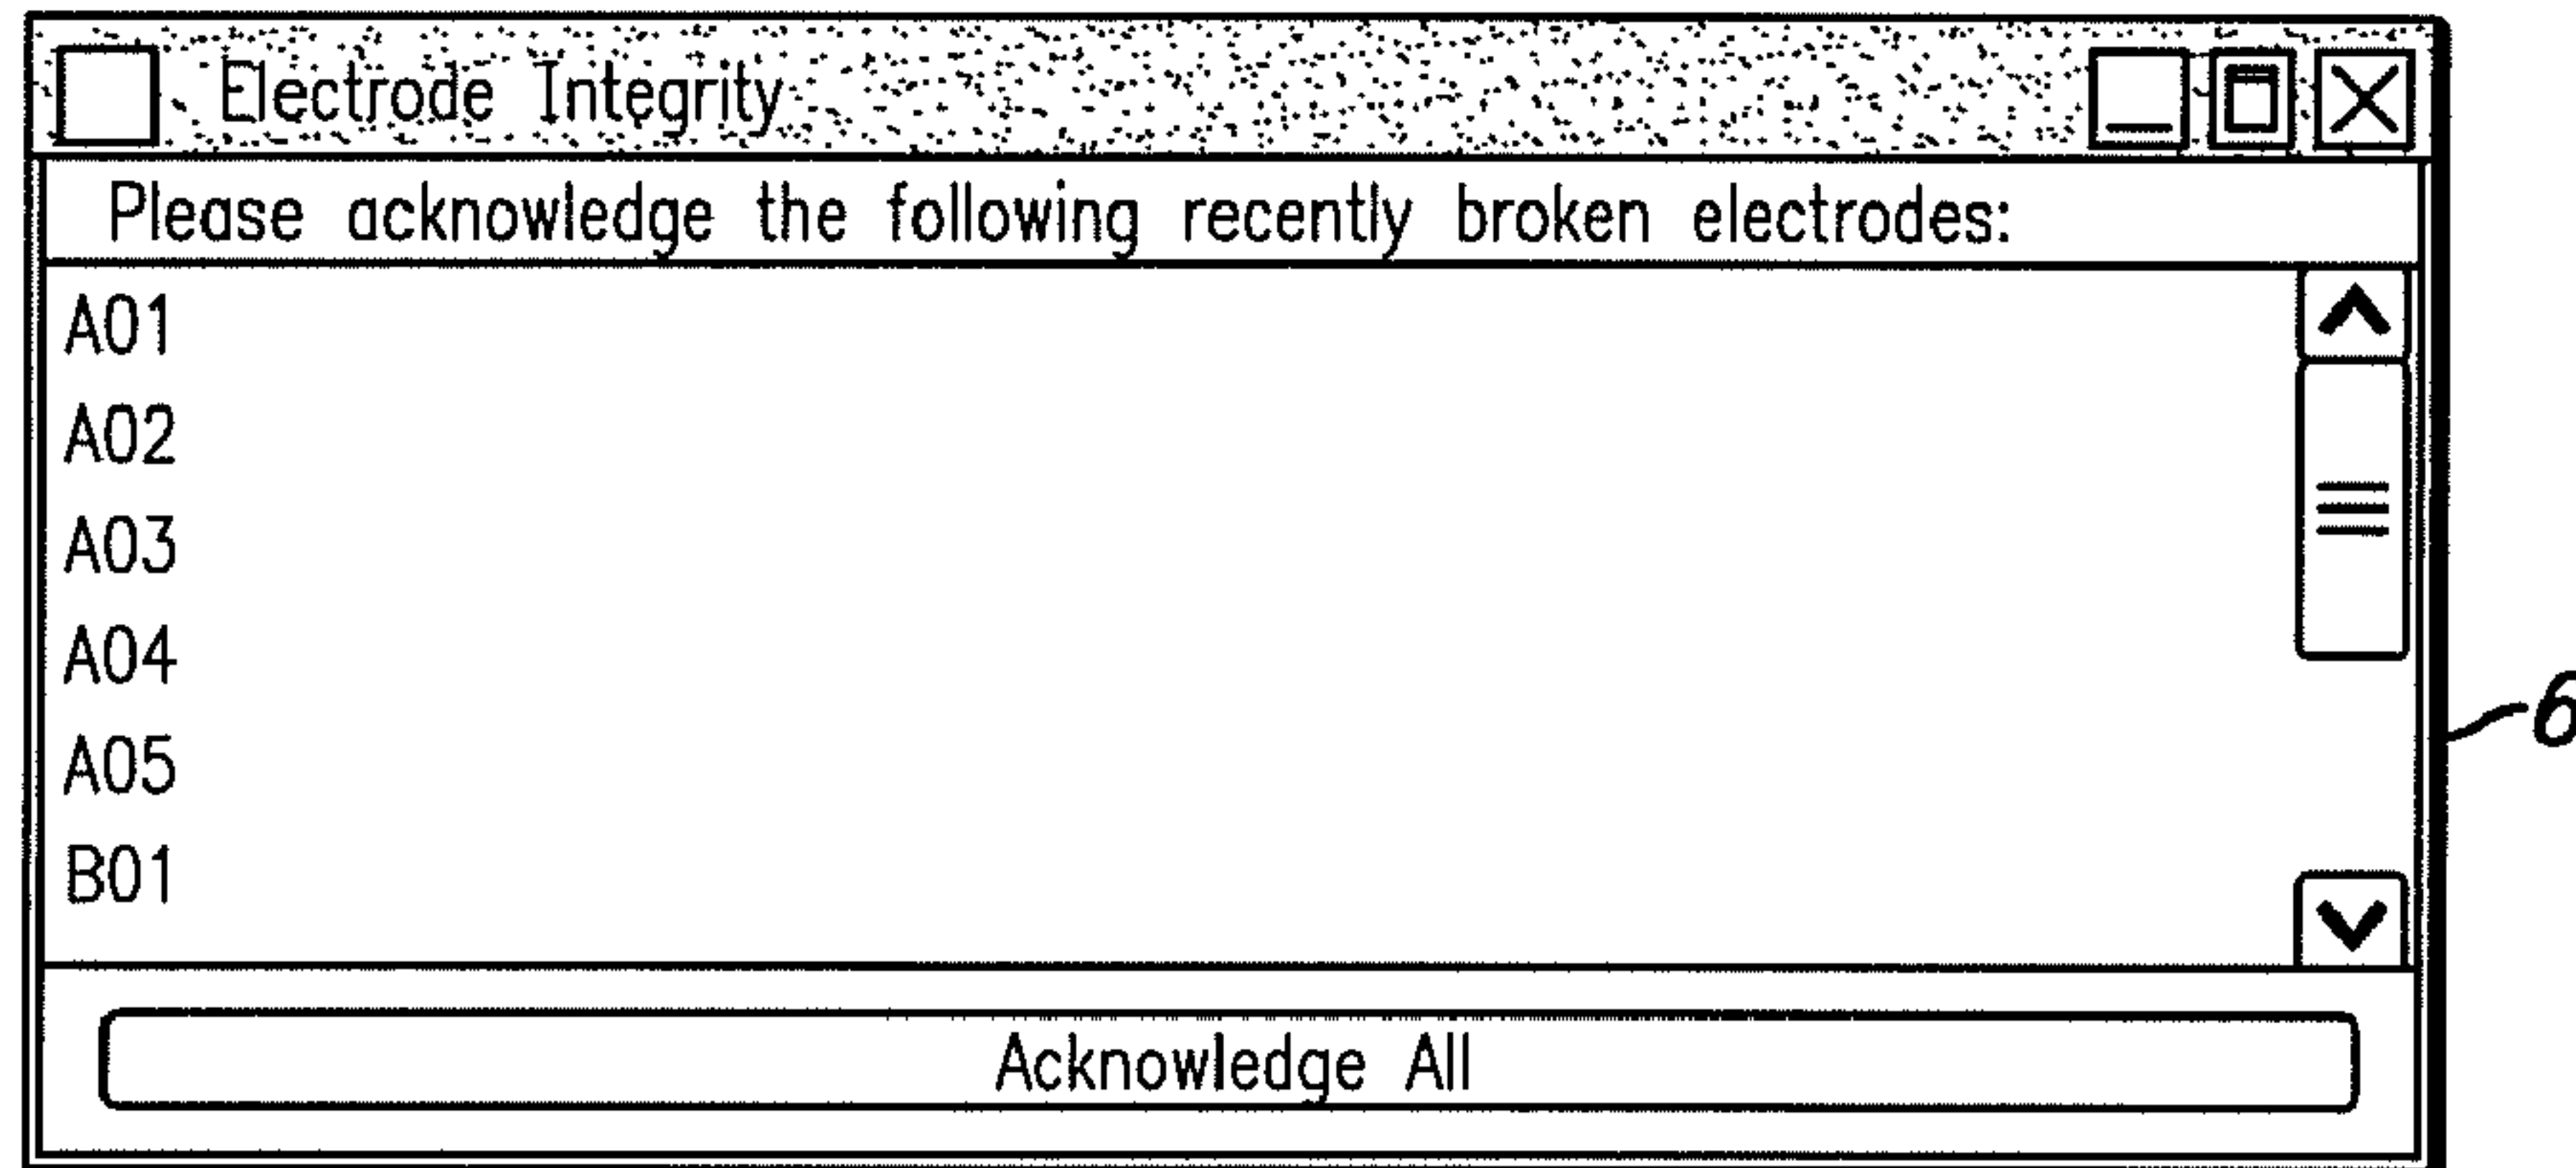 Electrode Integrity
Please acknowledge the following recently broken electrodes:
A01
A02
A03
A04
A05
B01
Acknowledge All